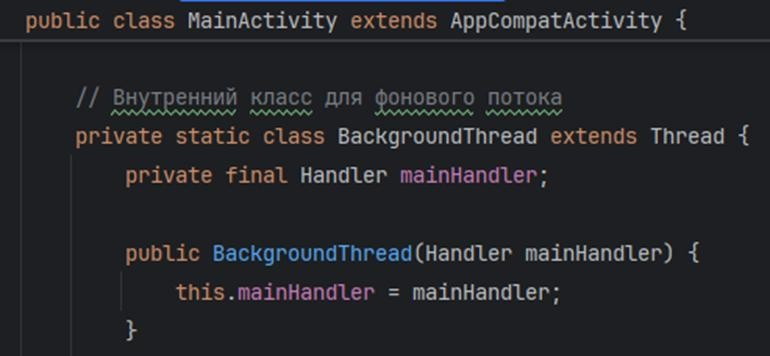 public class MainActivity extends AppCompatActivity {
// Внутренний класс для фонового потока
private static class BackgroundThread extends Thread {
private final Handler mainHandler;
public BackgroundThread(Handler mainHandler) {
this.mainHandler = mainHandler;
}